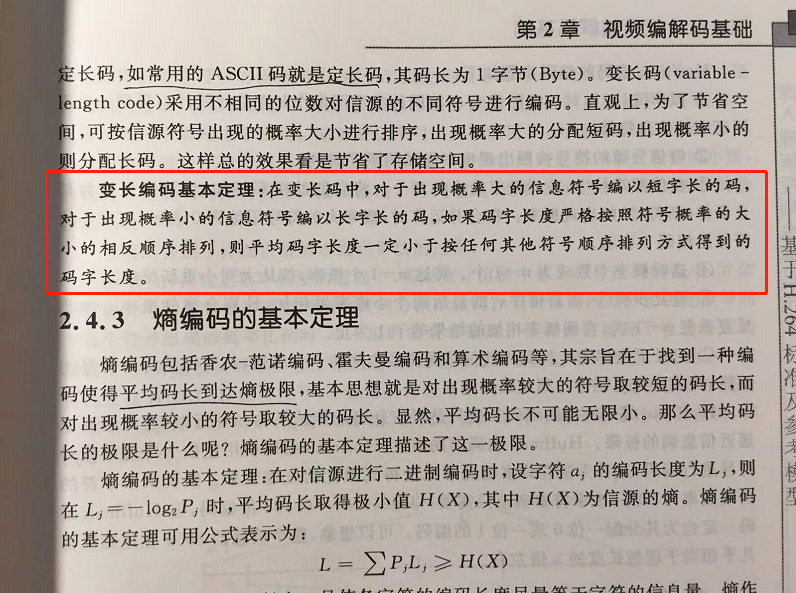 第2章 视频编解码基础
定长码,如常用的 ASCII 码就是定长码,其码长为 1 字节(Byte)。变长码(variable-
length code)采用不相同的位数对信源的不同符号进行编码。直观上,为了节省空
间,可按信源符号出现的概率大小进行排序,出现概率大的分配短码,出现概率小的
则分配长码。这样总的效果看是节省了存储空间。
变长编码基本定理:在变长码中,对于出现概率大的信息符号编以短字长的码,
对于出现概率小的信息符号编以长字长的码,如果码字长度严格按照符号概率的大
小的相反顺序排列,则平均码字长度一定小于按任何其他符号顺序排列方式得到的
码字长度。
2.4.3 熵编码的基本定理
熵编码包括香农-范诺编码、霍夫曼编码和算术编码等,其宗旨在于找到一种编
码使得平均码长到达熵极限,基本思想就是对出现概率较大的符号取较短的码长,而
对出现概率较小的符号取较大的码长。显然,平均码长不可能无限小。那么平均码
长的极限是什么呢?熵编码的基本定理描述了这一极限。
熵编码的基本定理:在对信源进行二进制编码时,设字符 aⱼ 的编码长度为 Lⱼ,则
在 Lⱼ=−log₂Pⱼ 时,平均码长取得极小值 H(X),其中 H(X)为信源的熵。熵编码
的基本定理可用公式表示为:
L = ∑PⱼLⱼ ⩾ H(X)
基于H.264标准及参考模型